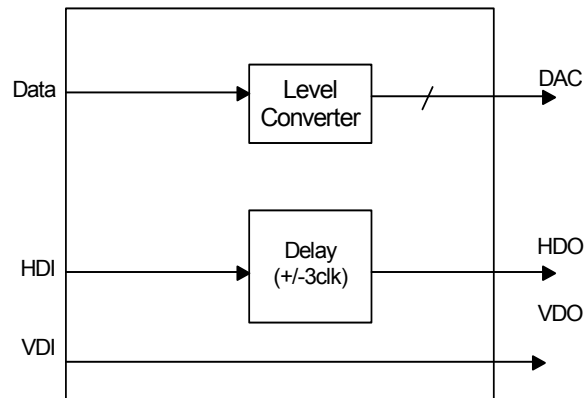 Data
Level
Converter
DAC
HDI
Delay
(+/-3clk)
HDO
VDO
VDI